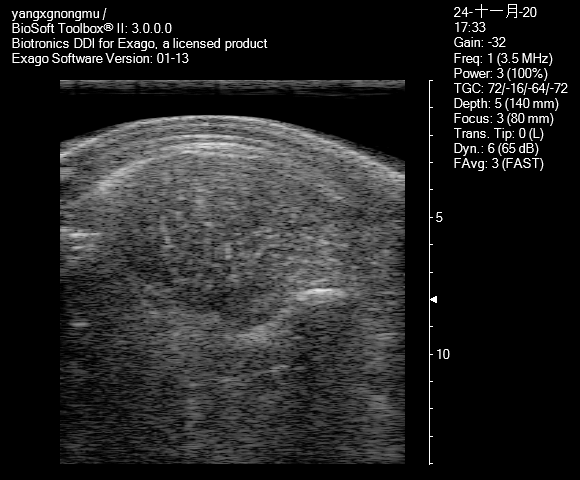 yangxgnongmu /
BioSoft Toolbox® II: 3.0.0.0
Biotronics DDI for Exago, a licensed product
Exago Software Version: 01-13
24-十一月-20
17:33
Gain: -32
Freq: 1 (3.5 MHz)
Power: 3 (100%)
TGC: 72/-16/-64/-72
Depth: 5 (140 mm)
Focus: 3 (80 mm)
Trans. Tip: 0 (L)
Dyn.: 6 (65 dB)
FAvg: 3 (FAST)
5
10